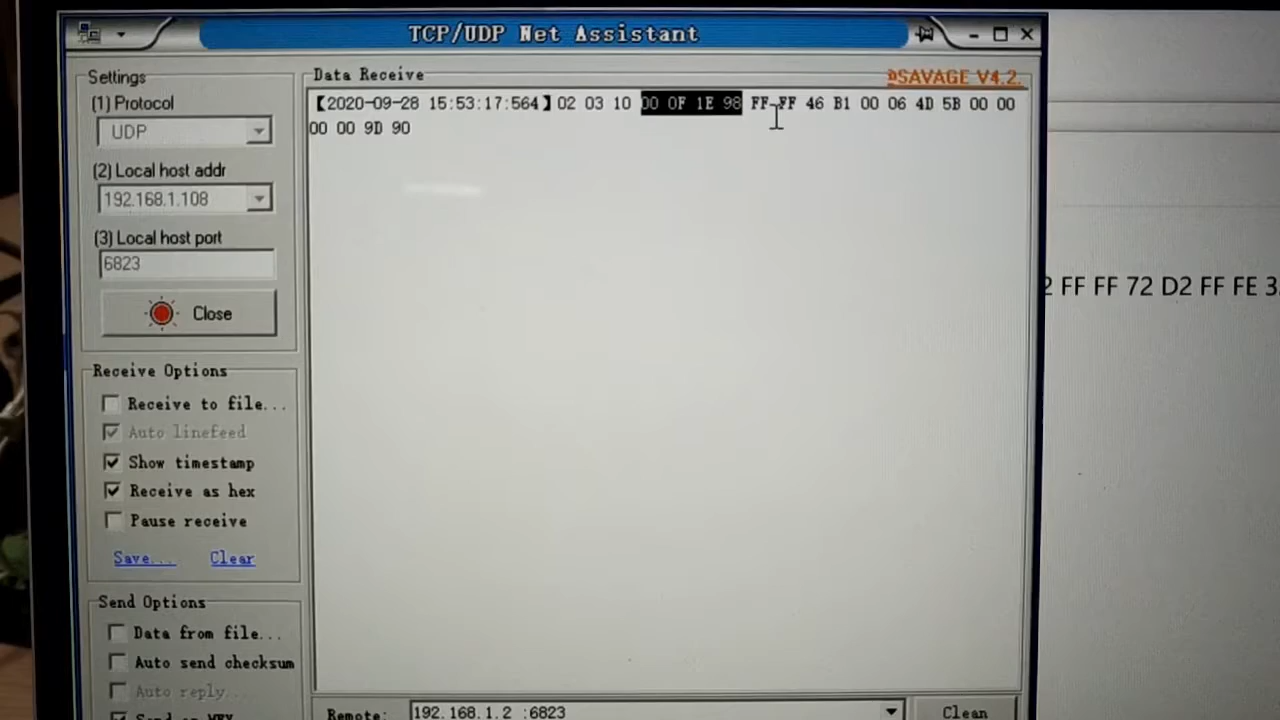 TCP/UDP Net Assistant
Settings
(1) Protocol
UDP
(2) Local host addr
192.168.1.108
(3) Local host port
6823
Close
Receive Options
Receive to file...
Auto linefeed
Show timestamp
Receive as hex
Pause receive
Save...
Clear
Send Options
Data from file...
Auto send checksum
Auto reply...
Data Receive
SAVAGE V4.2.
【2020-09-28 15:53:17:564】02 03 10 00 0F 1E 98 FF FF 46 B1 00 06 4D 5B 00 00
00 00 9D 90
FF FF 72 D2 FF FE
Remote:
192.168.1.2 :6823
Clean